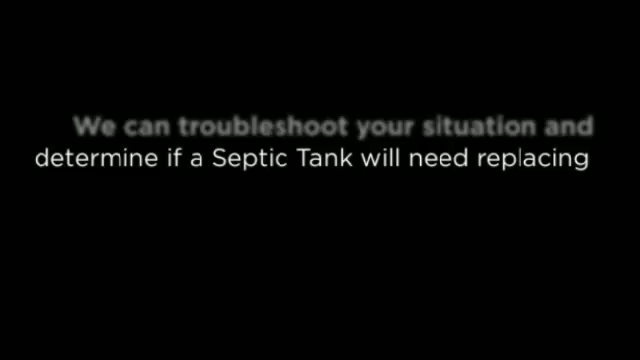 We can troubleshoot your situation and
determine if a Septic Tank will need replacing